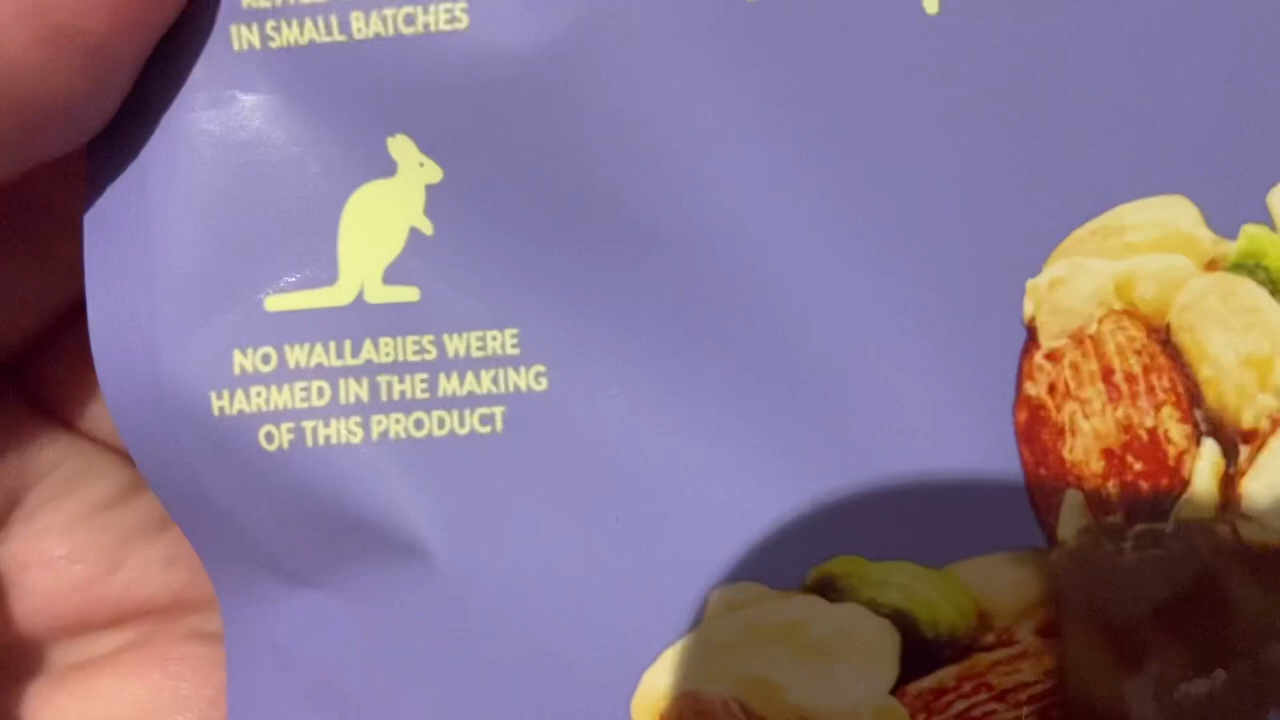 IN SMALL BATCHES
NO WALLABIES WERE
HARMED IN THE MAKING
OF THIS PRODUCT